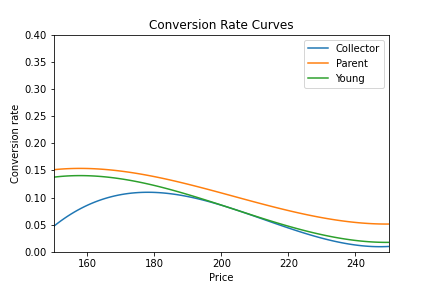 Conversion Rate Curves
Collector
Parent
Young
Conversion rate
0.40
0.35
0.30
0.25
0.20
0.15
0.10
0.05
0.00
160 180 200 220 240
Price